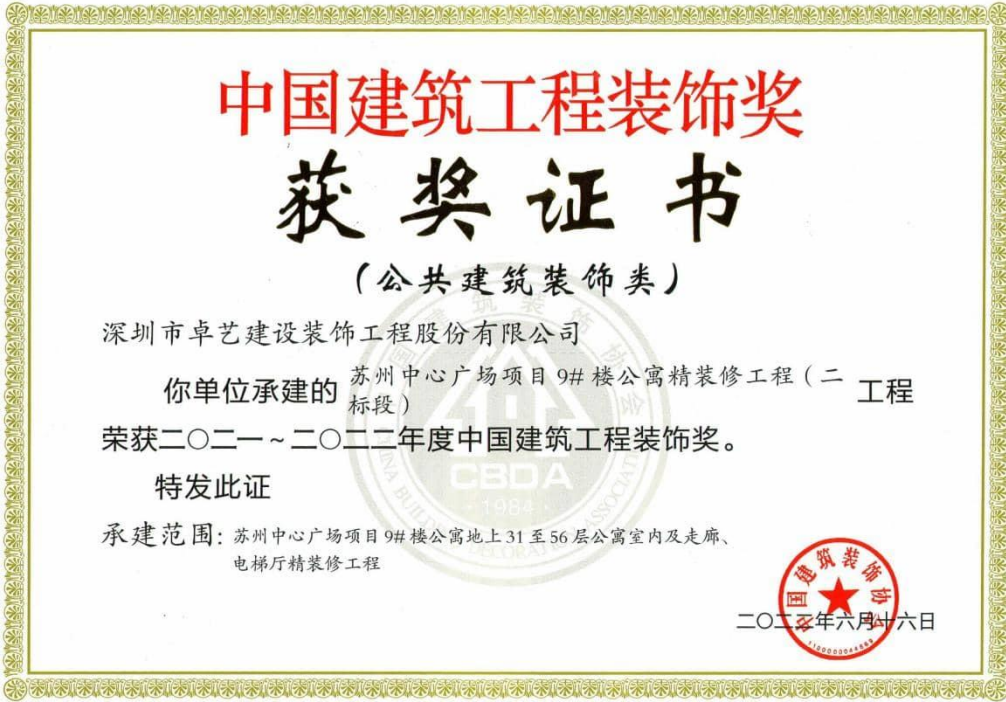 中国建筑工程装饰奖
获奖证书
(公共建筑装饰类)
深圳市卓艺建设装饰工程股份有限公司
你单位承建的 苏州中心广场项目9#楼公寓精装修工程(二标段) 工程
荣获二〇二一~二〇二二年度中国建筑工程装饰奖。
特发此证
承建范围: 苏州中心广场项目9#楼公寓地上31至56层公寓室内及走廊、
电梯厅精装修工程
中国建筑装饰协会
二〇二三年六月十六日
CBDA
1984
CHINA BUILDING DECORATION ASSOCIATION